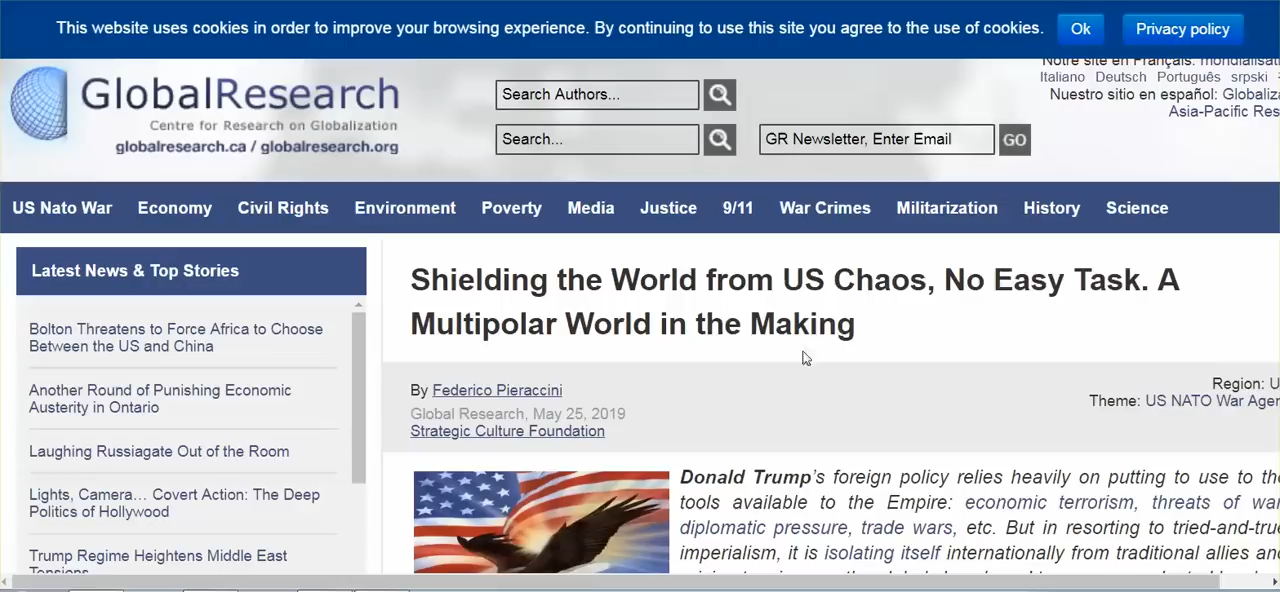 This website uses cookies in order to improve your browsing experience. By continuing to use this site you agree to the use of cookies.
Ok
Privacy policy
GlobalResearch
Centre for Research on Globalization
globalresearch.ca / globalresearch.org
Search Authors...
Search...
GR Newsletter, Enter Email
GO
Notre site en Français:
Italiano Deutsch Português srpski
Nuestro sitio en español:
Asia-Pacific
US Nato War Economy Civil Rights Environment Poverty Media Justice 9/11 War Crimes Militarization History Science
Latest News & Top Stories
Bolton Threatens to Force Africa to Choose
Between the US and China
Another Round of Punishing Economic
Austerity in Ontario
Laughing Russiagate Out of the Room
Lights, Camera… Covert Action: The Deep
Politics of Hollywood
Trump Regime Heightens Middle East
Tensions
Shielding the World from US Chaos, No Easy Task. A
Multipolar World in the Making
By Federico Pieraccini
Global Research, May 25, 2019
Strategic Culture Foundation
Region:
Theme: US NATO War
Donald Trump's foreign policy relies heavily on putting to use to
tools available to the Empire: economic terrorism, threats of
diplomatic pressure, trade wars, etc. But in resorting to
imperialism, it is isolating itself internationally from traditional allies